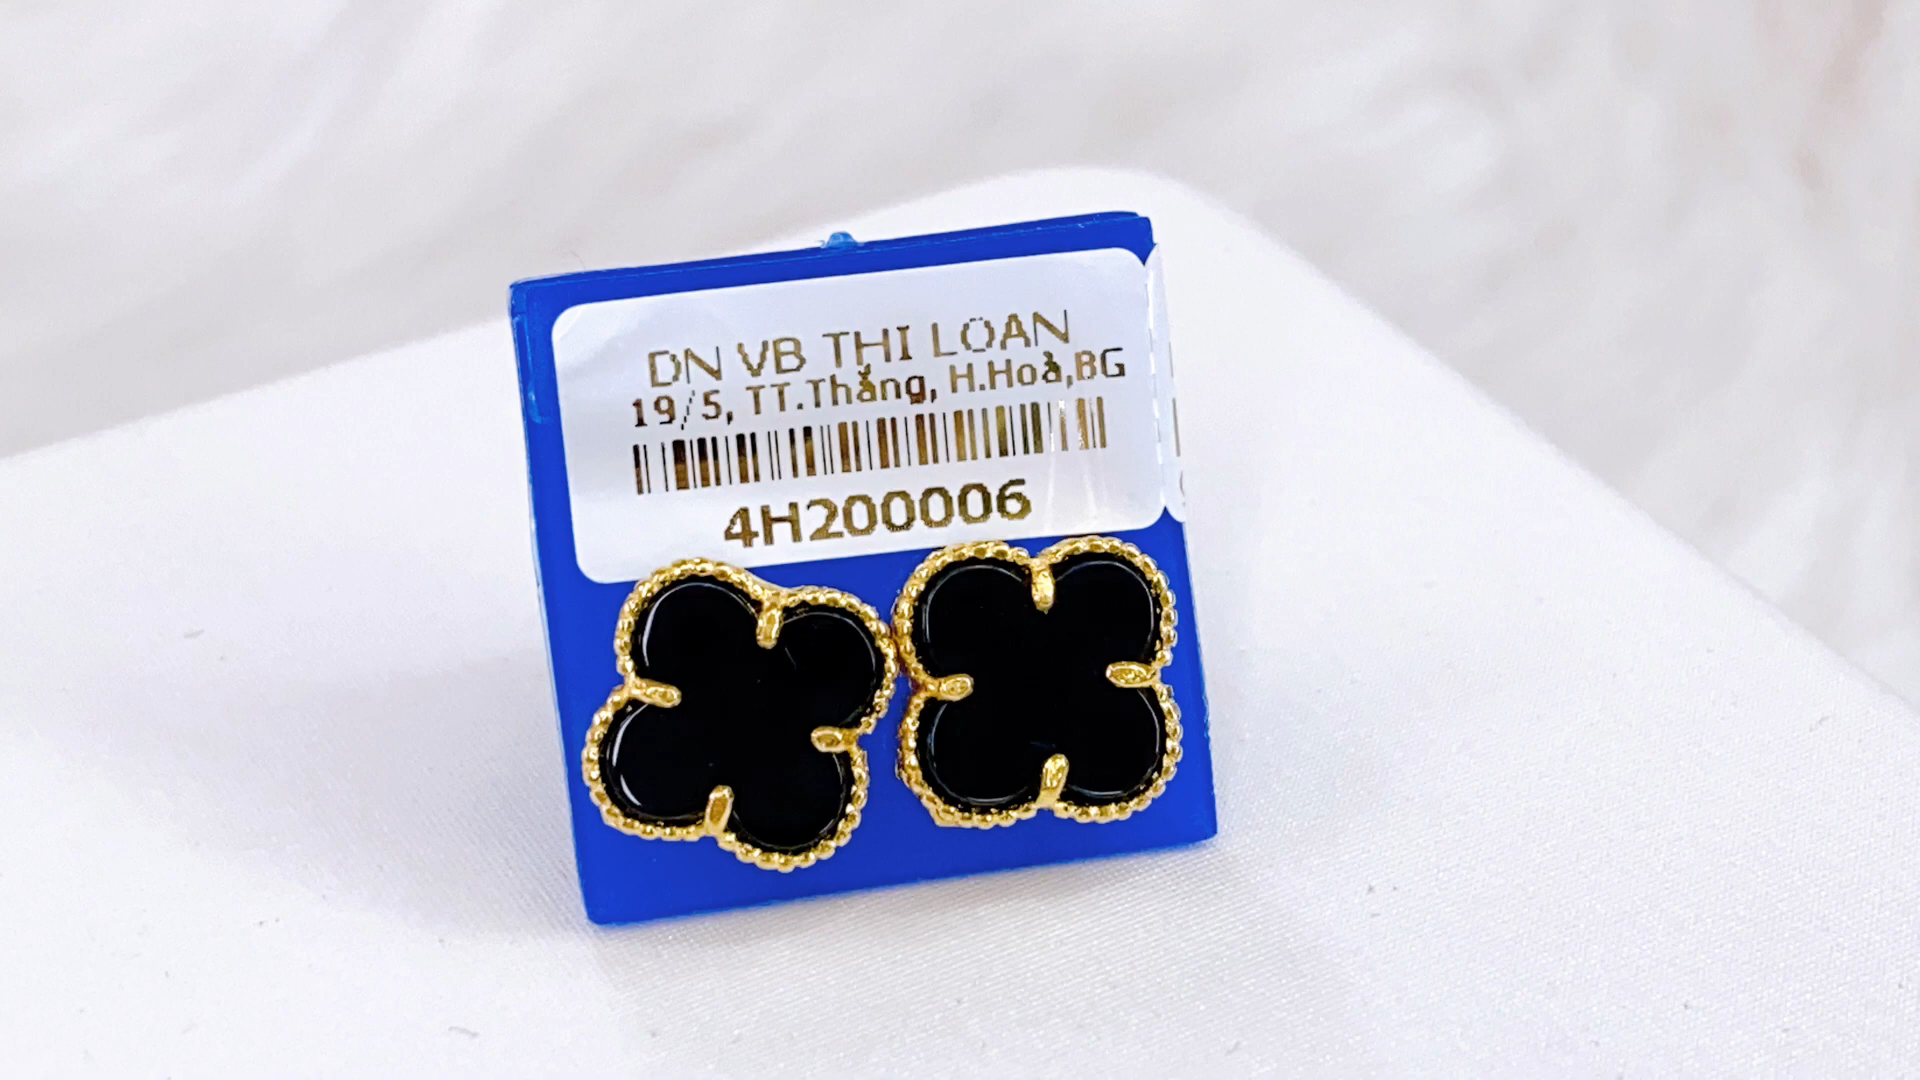 DN VB THI LOAN
19/5, TT.Thắng, H.Hoà,BG
4H200006